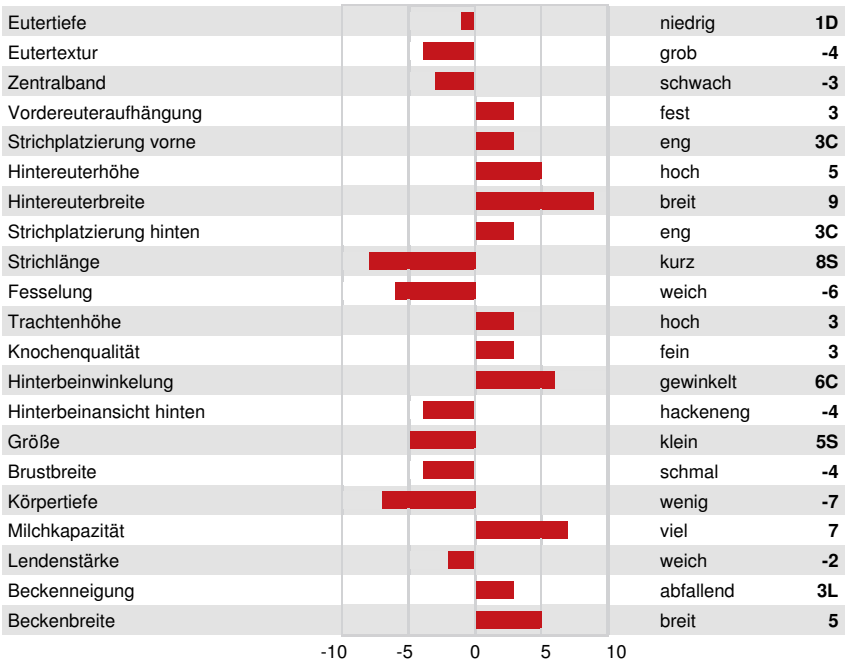 Eutertiefe niedrig 1D
Eutertextur grob -4
Zentralband schwach -3
Vordereuteraufhängung fest 3
Strichplatzierung vorne eng 3C
Hintereuterhöhe hoch 5
Hintereuterbreite breit 9
Strichplatzierung hinten eng 3C
Strichlänge kurz 8S
Fesselung weich -6
Trachtenhöhe hoch 3
Knochenqualität fein 3
Hinterbeinwinkelung gewinkelt 6C
Hinterbeinansicht hinten hackeneng -4
Größe klein 5S
Brustbreite schmal -4
Körpertiefe wenig -7
Milchkapazität viel 7
Lendenstärke weich -2
Beckenneigung abfallend 3L
Beckenbreite breit 5
-10 -5 0 5 10